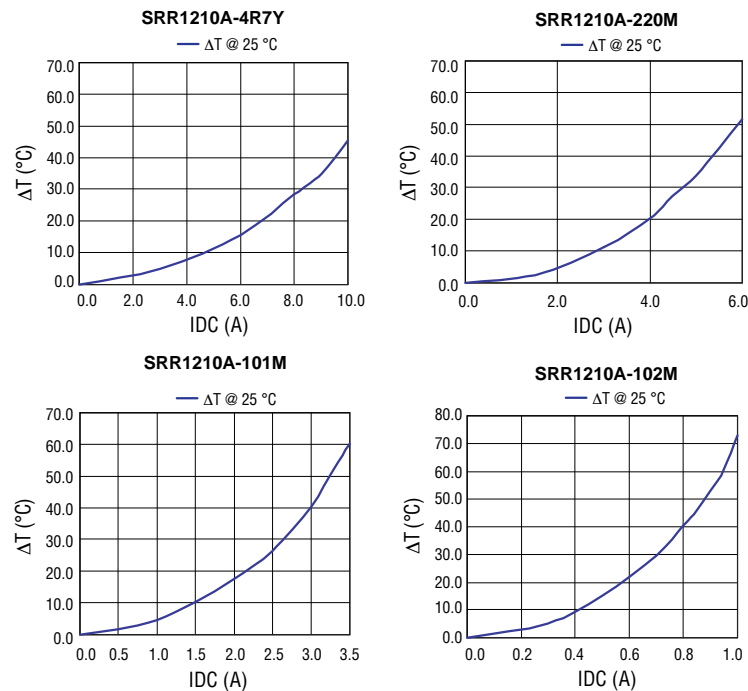 SRR1210A-4R7Y
ΔT @ 25 °C
70.0
60.0
50.0
40.0
30.0
20.0
10.0
0.0
ΔT (°C)
0.0 2.0 4.0 6.0 8.0 10.0
IDC (A)
SRR1210A-220M
ΔT @ 25 °C
70.0
60.0
50.0
40.0
30.0
20.0
10.0
0.0
ΔT (°C)
0.0 2.0 4.0 6.0
IDC (A)
SRR1210A-101M
ΔT @ 25 °C
70.0
60.0
50.0
40.0
30.0
20.0
10.0
0.0
ΔT (°C)
0.0 0.5 1.0 1.5 2.0 2.5 3.0 3.5
IDC (A)
SRR1210A-102M
ΔT @ 25 °C
80.0
70.0
60.0
50.0
40.0
30.0
20.0
10.0
0.0
ΔT (°C)
0.0 0.2 0.4 0.6 0.8 1.0
IDC (A)